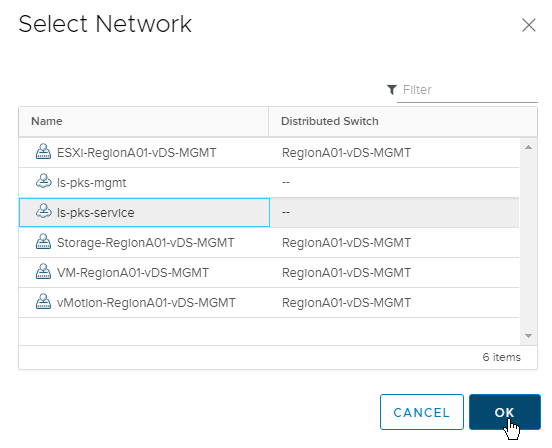 Select Network
Filter
Name Distributed Switch
ESXi-RegionA01-vDS-MGMT RegionA01-vDS-MGMT
ls-pks-mgmt --
ls-pks-service --
Storage-RegionA01-vDS-MGMT RegionA01-vDS-MGMT
VM-RegionA01-vDS-MGMT RegionA01-vDS-MGMT
vMotion-RegionA01-vDS-MGMT RegionA01-vDS-MGMT
6 items
CANCEL OK